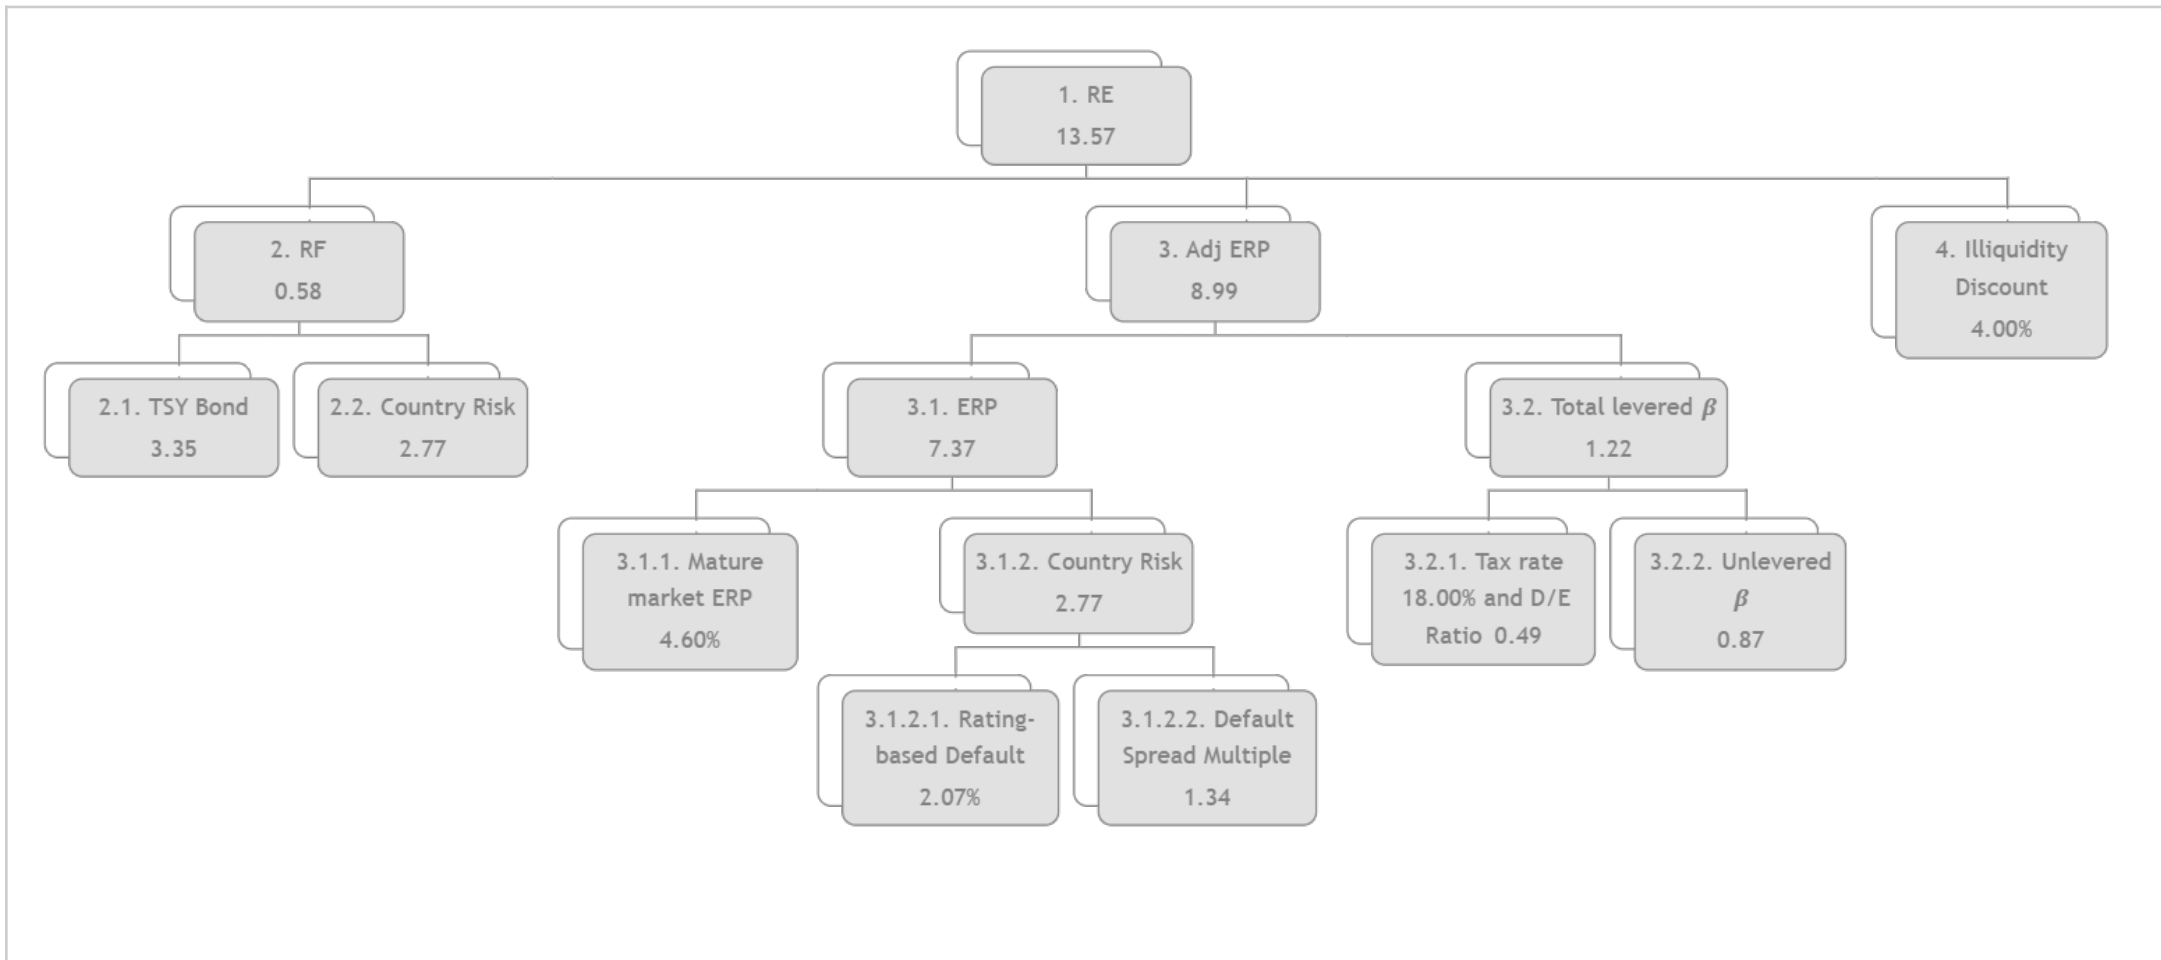 1. RE
13.57
2. RF
0.58
3. Adj ERP
8.99
4. Illiquidity
Discount
4.00%
2.1. TSY Bond
3.35
2.2. Country Risk
2.77
3.1. ERP
7.37
3.2. Total levered β
1.22
3.1.1. Mature
market ERP
4.60%
3.1.2. Country Risk
2.77
3.2.1. Tax rate
18.00% and D/E
Ratio 0.49
3.2.2. Unlevered
β
0.87
3.1.2.1. Rating-
based Default
2.07%
3.1.2.2. Default
Spread Multiple
1.34